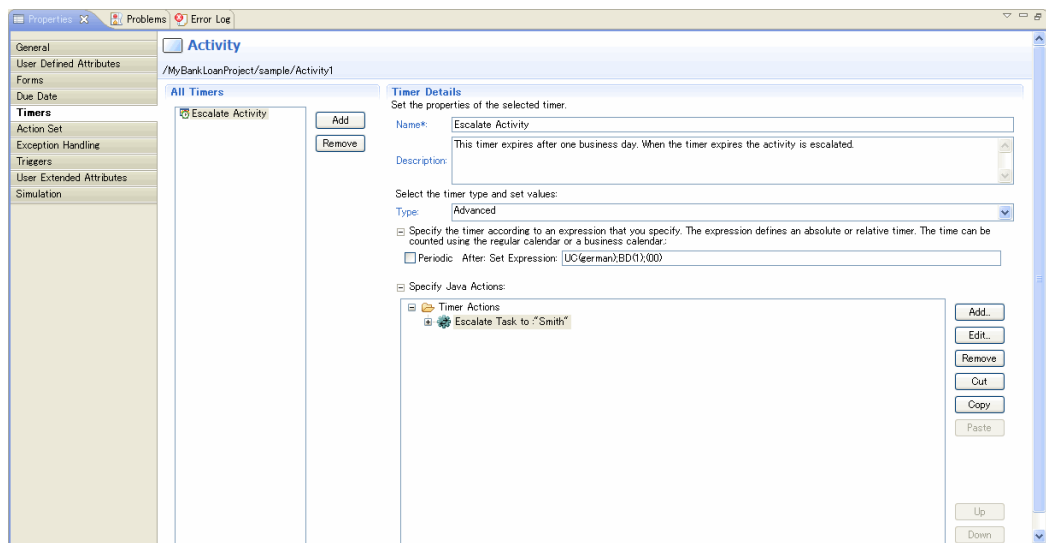 Properties Problems Error Log
General
User Defined Attributes
Forms
Due Date
Timers
Action Set
Exception Handling
Triggers
User Extended Attributes
Simulation
Activity
/MyBankLoanProject/sample/Activity1
All Timers
Escalate Activity
Add
Remove
Timer Details
Set the properties of the selected timer.
Name*: Escalate Activity
Description: This timer expires after one business day. When the timer expires the activity is escalated.
Select the timer type and set values:
Type: Advanced
Specify the timer according to an expression that you specify. The expression defines an absolute or relative timer. The time can be
counted using the regular calendar or a business calendar.:
Periodic After: Set Expression: UC(german);BD(1);(00)
Specify Java Actions:
Timer Actions
Escalate Task to :"Smith"
Add..
Edit..
Remove
Cut
Copy
Paste
Up
Down